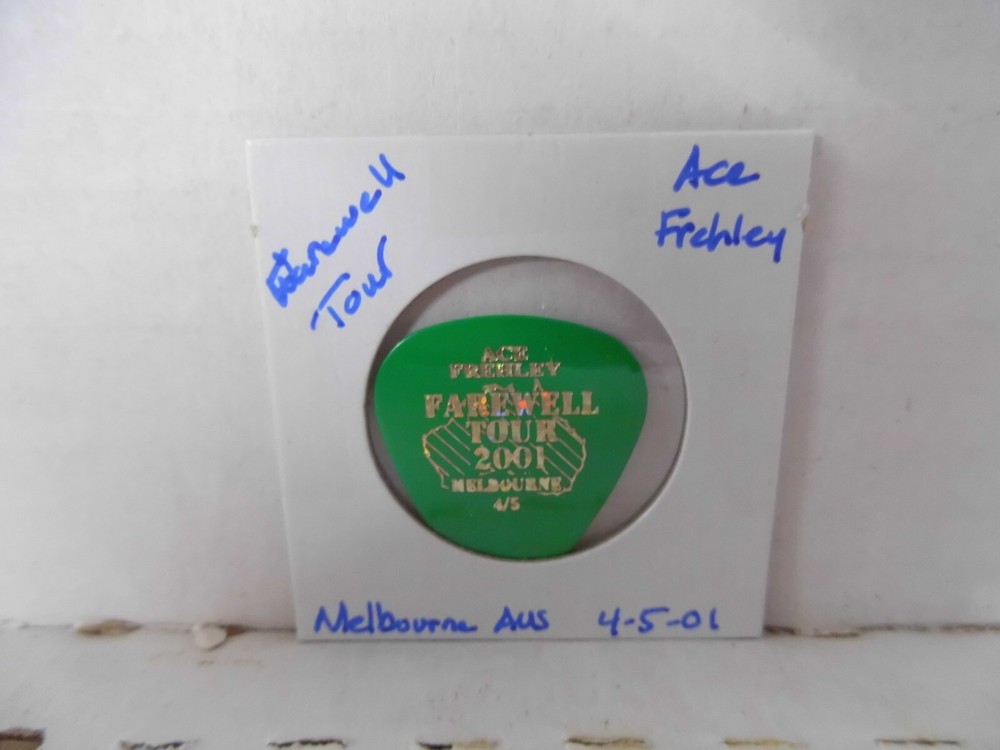 Farewell
Tour
Ace
Frehley
ACE
FREHLEY
FAREWELL
TOUR
2001
MELBOURNE
4/5
Melbourne Aus 4-5-01